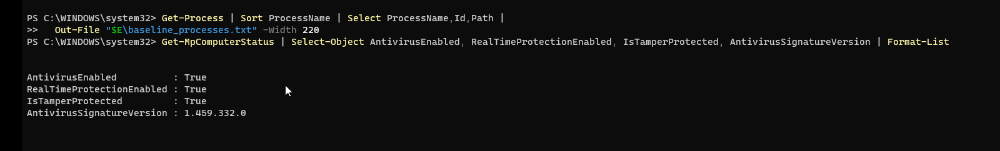 PS C:\WINDOWS\system32> Get-Process | Sort ProcessName | Select ProcessName,Id,Path |
>>   Out-File "$E\baseline_processes.txt" -Width 220
PS C:\WINDOWS\system32> Get-MpComputerStatus | Select-Object AntivirusEnabled, RealTimeProtectionEnabled, IsTamperProtected, AntivirusSignatureVersion | Format-List
AntivirusEnabled          : True
RealTimeProtectionEnabled : True
IsTamperProtected         : True
AntivirusSignatureVersion : 1.459.332.0